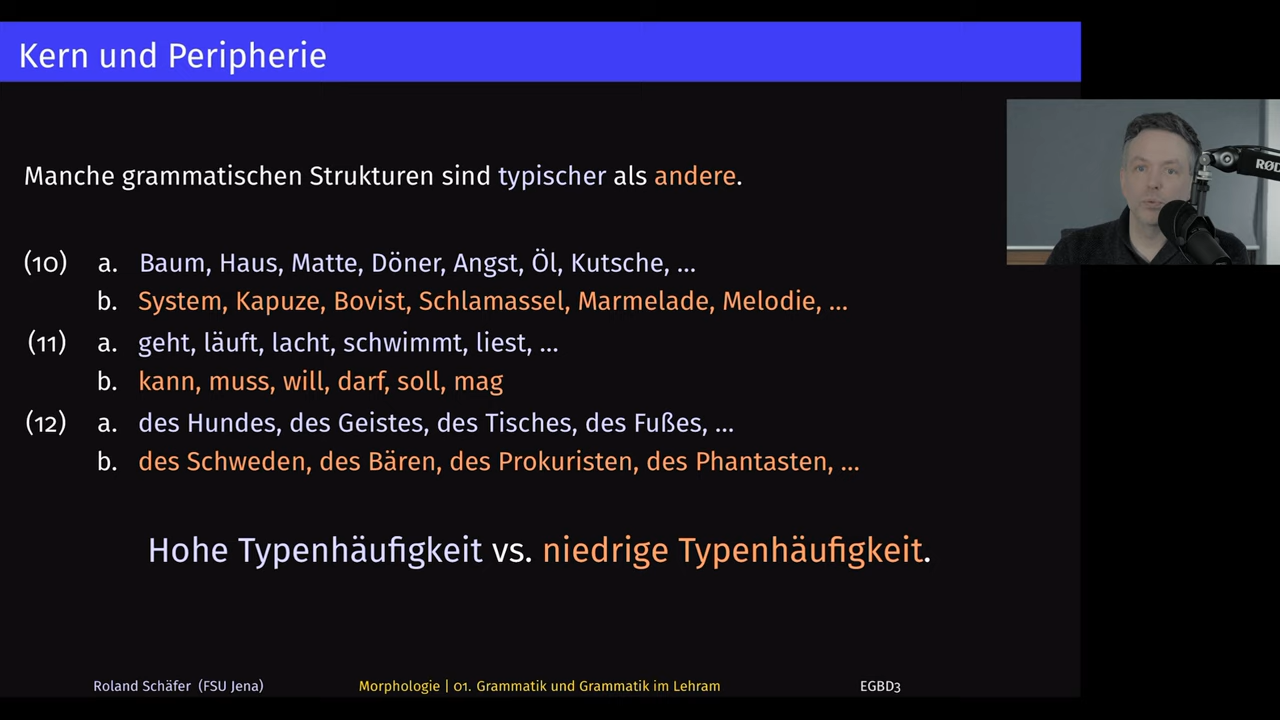 Kern und Peripherie
RØD
Manche grammatischen Strukturen sind typischer als andere.
(10) a. Baum, Haus, Matte, Döner, Angst, Öl, Kutsche, ...
b. System, Kapuze, Bovist, Schlamassel, Marmelade, Melodie, ...
(11) a. geht, läuft, lacht, schwimmt, liest, ...
b. kann, muss, will, darf, soll, mag
(12) a. des Hundes, des Geistes, des Tisches, des Fußes, ...
b. des Schweden, des Bären, des Prokuristen, des Phantasten, ...
Hohe Typenhäufigkeit vs. niedrige Typenhäufigkeit.
Roland Schäfer (FSU Jena) Morphologie | 01. Grammatik und Grammatik im Lehram EGBD3